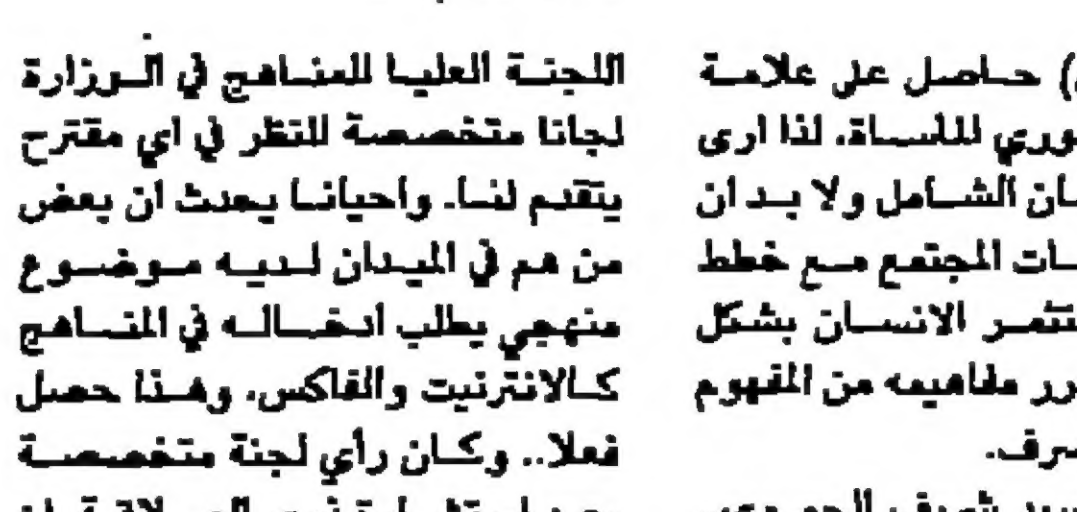 حاصل على علامة
للمأساة. لذا ارى
الشامل ولا بد ان
المجتمع مع خطط
الانسان بشكل
مفاهيمه من المفهوم
اللجنة العليا للمناهج في الوزارة
لجانا متخصصة للنظر في اي مقترح
يتقدم لنا. واحيانا يحدث ان بعض
من هم في الميدان لديه موضوع
منهجي يطلب ادخاله في المناهج
كالانترنيت والفاكس. وهذا حصل
فعلا.. وكان رأي لجنة متخصصة